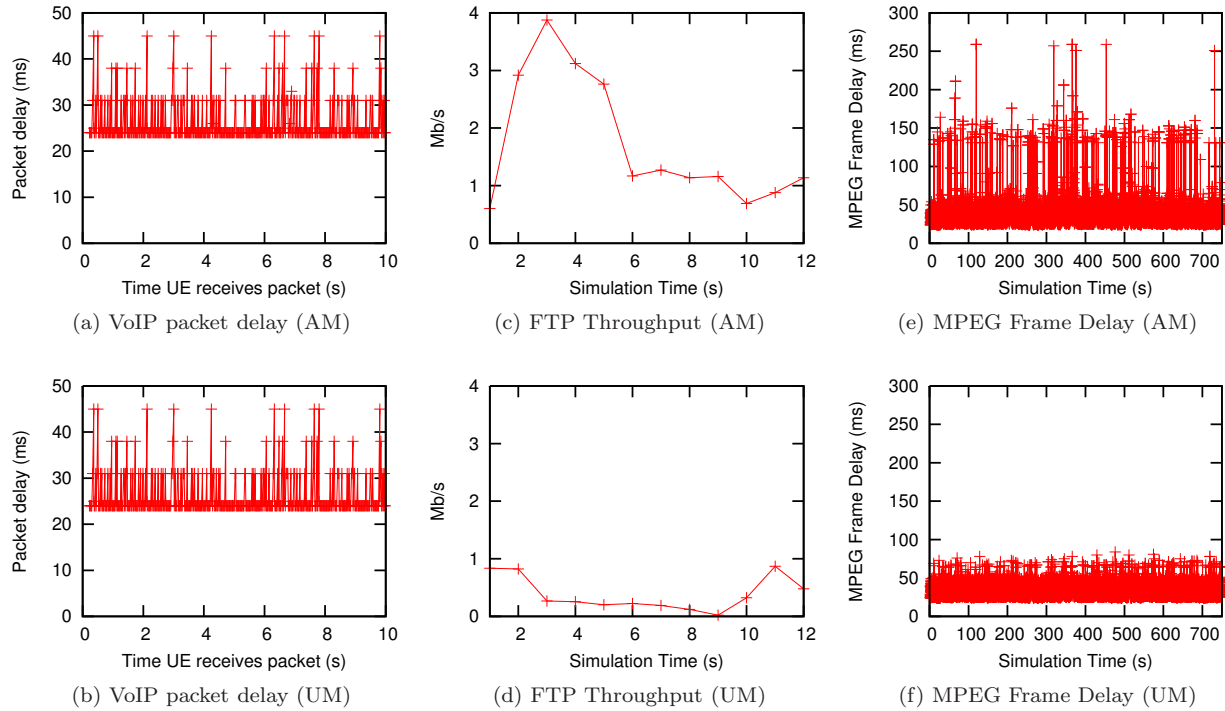 50
40
30
20
10
0
Packet delay (ms)
0 2 4 6 8 10
Time UE receives packet (s)
(a) VoIP packet delay (AM)
4
3
2
1
0
Mb/s
2 4 6 8 10 12
Simulation Time (s)
(c) FTP Throughput (AM)
300
250
200
150
100
50
0
MPEG Frame Delay (ms)
0 100 200 300 400 500 600 700
Simulation Time (s)
(e) MPEG Frame Delay (AM)
50
40
30
20
10
0
Packet delay (ms)
0 2 4 6 8 10
Time UE receives packet (s)
(b) VoIP packet delay (UM)
4
3
2
1
0
Mb/s
2 4 6 8 10 12
Simulation Time (s)
(d) FTP Throughput (UM)
300
250
200
150
100
50
0
MPEG Frame Delay (ms)
0 100 200 300 400 500 600 700
Simulation Time (s)
(f) MPEG Frame Delay (UM)